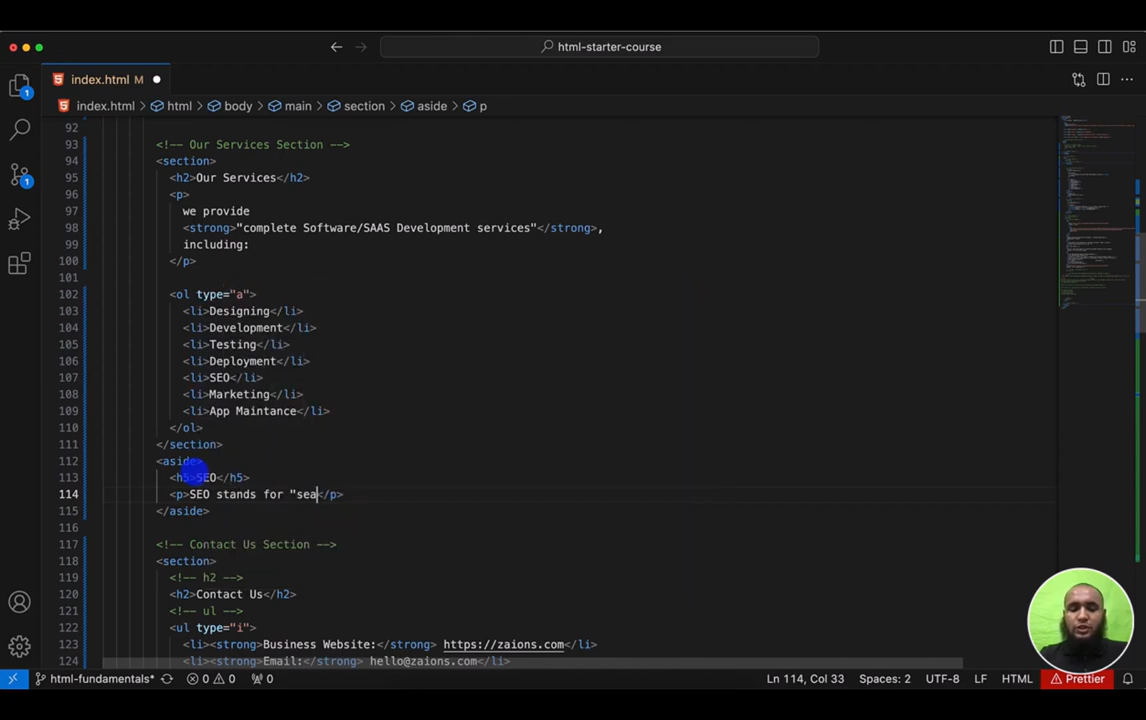 html-starter-course
index.html M
index.html > html > body > main > section > aside > p
92
93 <!-- Our Services Section -->
94 <section>
95 <h2>Our Services</h2>
96 <p>
97 we provide
98 <strong>"complete Software/SAAS Development services"</strong>,
99 including:
100 </p>
101
102 <ol type="a">
103 <li>Designing</li>
104 <li>Development</li>
105 <li>Testing</li>
106 <li>Deployment</li>
107 <li>SEO</li>
108 <li>Marketing</li>
109 <li>App Maintance</li>
110 </ol>
111 </section>
112 <aside>
113 <h5>SEO</h5>
114 <p>SEO stands for "sea</p>
115 </aside>
116
117 <!-- Contact Us Section -->
118 <section>
119 <!-- h2 -->
120 <h2>Contact Us</h2>
121 <!-- ul -->
122 <ul type="i">
123 <li><strong>Business Website:</strong> https://zaions.com</li>
124 <li><strong>Email:</strong> hello@zaions.com</li>
1
1
html-fundamentals* 0 0 0 Ln 114, Col 33 Spaces: 2 UTF-8 LF HTML Prettier